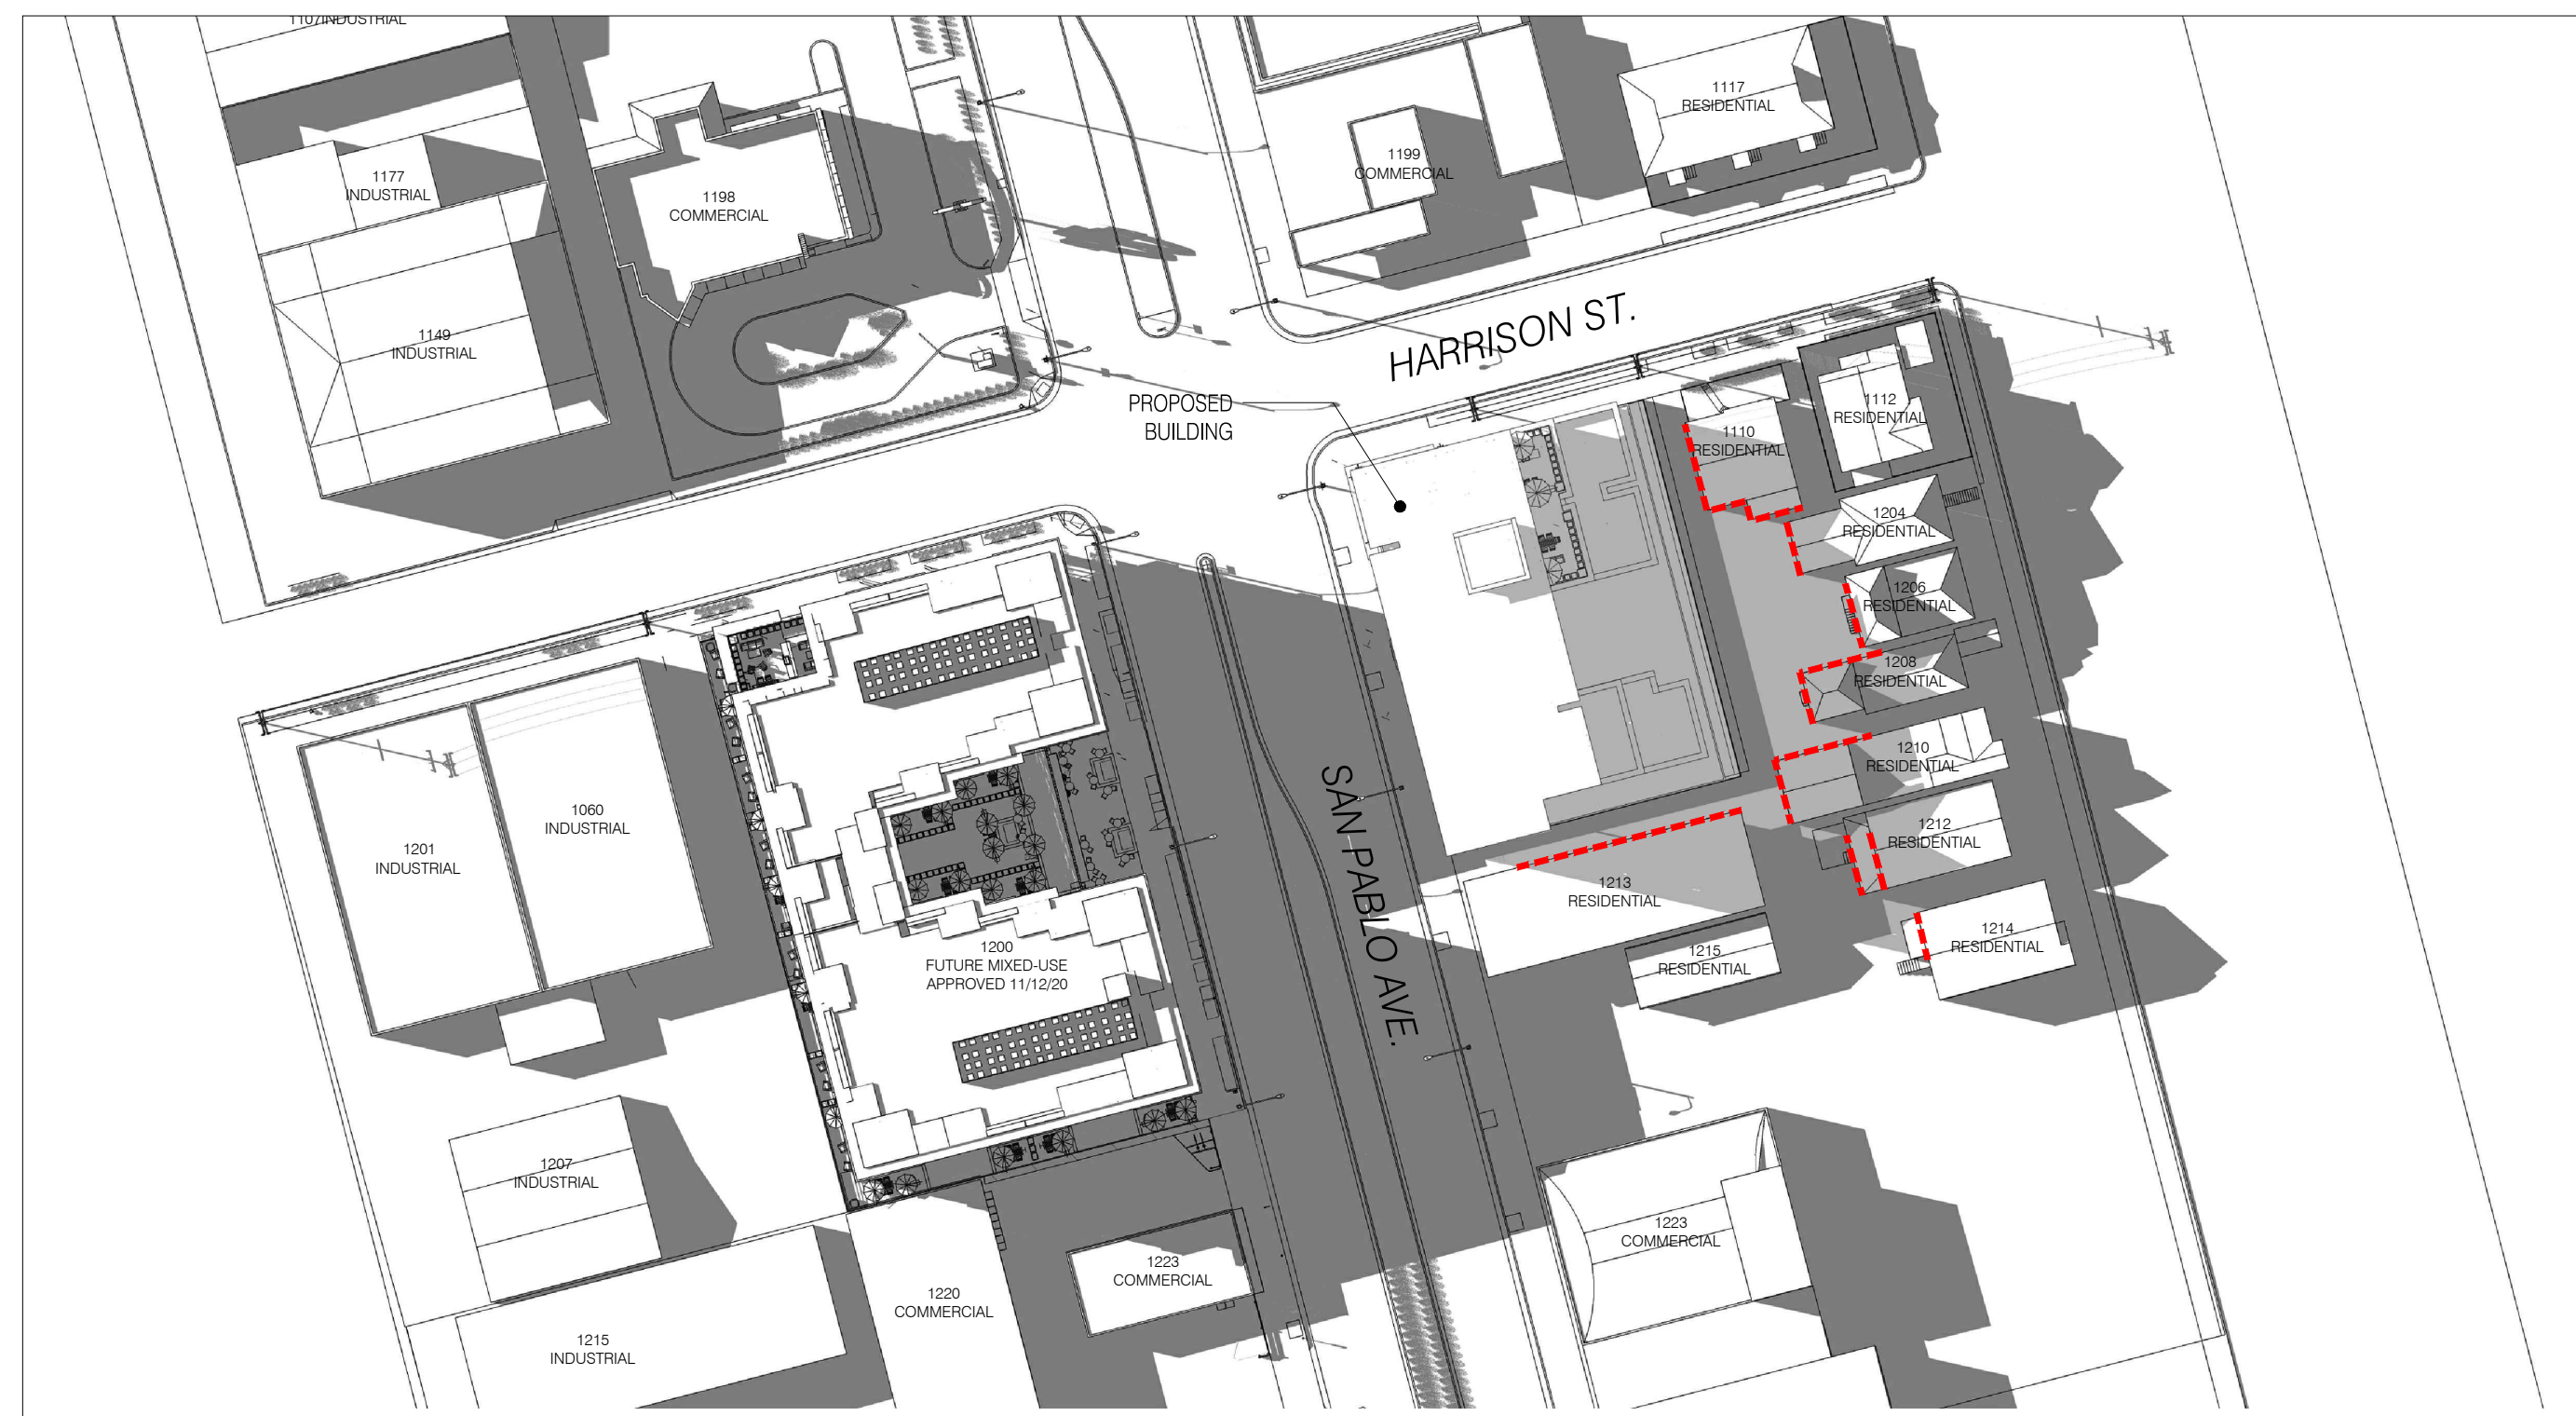 1107INDUSTRIAL
1177
INDUSTRIAL
1198
COMMERCIAL
1149
INDUSTRIAL
1199
COMMERCIAL
1117
RESIDENTIAL
HARRISON ST.
PROPOSED
BUILDING
1110
RESIDENTIAL
1112
RESIDENTIAL
1204
RESIDENTIAL
1206
RESIDENTIAL
1208
RESIDENTIAL
1210
RESIDENTIAL
1212
RESIDENTIAL
1214
RESIDENTIAL
1213
RESIDENTIAL
1215
RESIDENTIAL
SAN PABLO AVE.
1060
INDUSTRIAL
1201
INDUSTRIAL
1200
FUTURE MIXED-USE
APPROVED 11/12/20
1207
INDUSTRIAL
1215
INDUSTRIAL
1220
COMMERCIAL
1223
COMMERCIAL
1223
COMMERCIAL